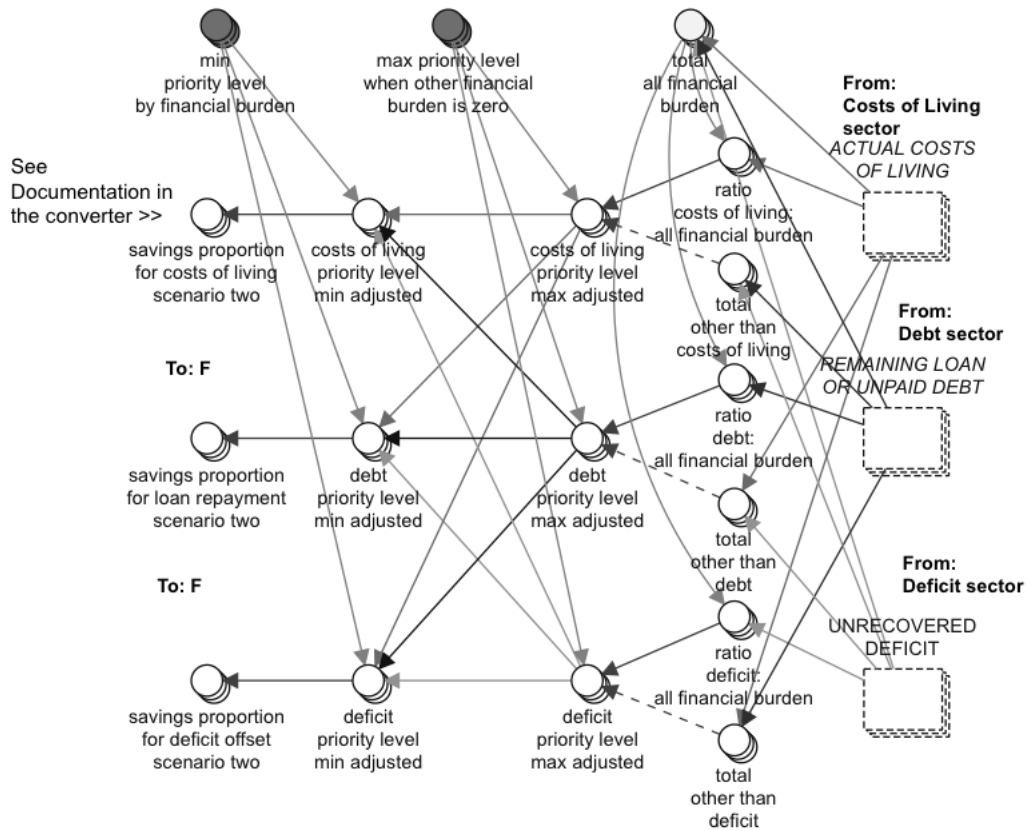 min
priority level
by financial burden
max priority level
when other financial
burden is zero
total
all financial
burden
From:
Costs of Living
sector
ACTUAL COSTS
OF LIVING
See
Documentation in
the converter >>
savings proportion
for costs of living
scenario two
costs of living
priority level
min adjusted
costs of living
priority level
max adjusted
ratio
costs of living:
all financial burden
total
other than
costs of living
From:
Debt sector
REMAINING LOAN
OR UNPAID DEBT
To: F
savings proportion
for loan repayment
scenario two
debt
priority level
min adjusted
debt
priority level
max adjusted
ratio
debt:
all financial burden
total
other than
debt
From:
Deficit sector
UNRECOVERED
DEFICIT
To: F
savings proportion
for deficit offset
scenario two
deficit
priority level
min adjusted
deficit
priority level
max adjusted
ratio
deficit:
all financial burden
total
other than
deficit